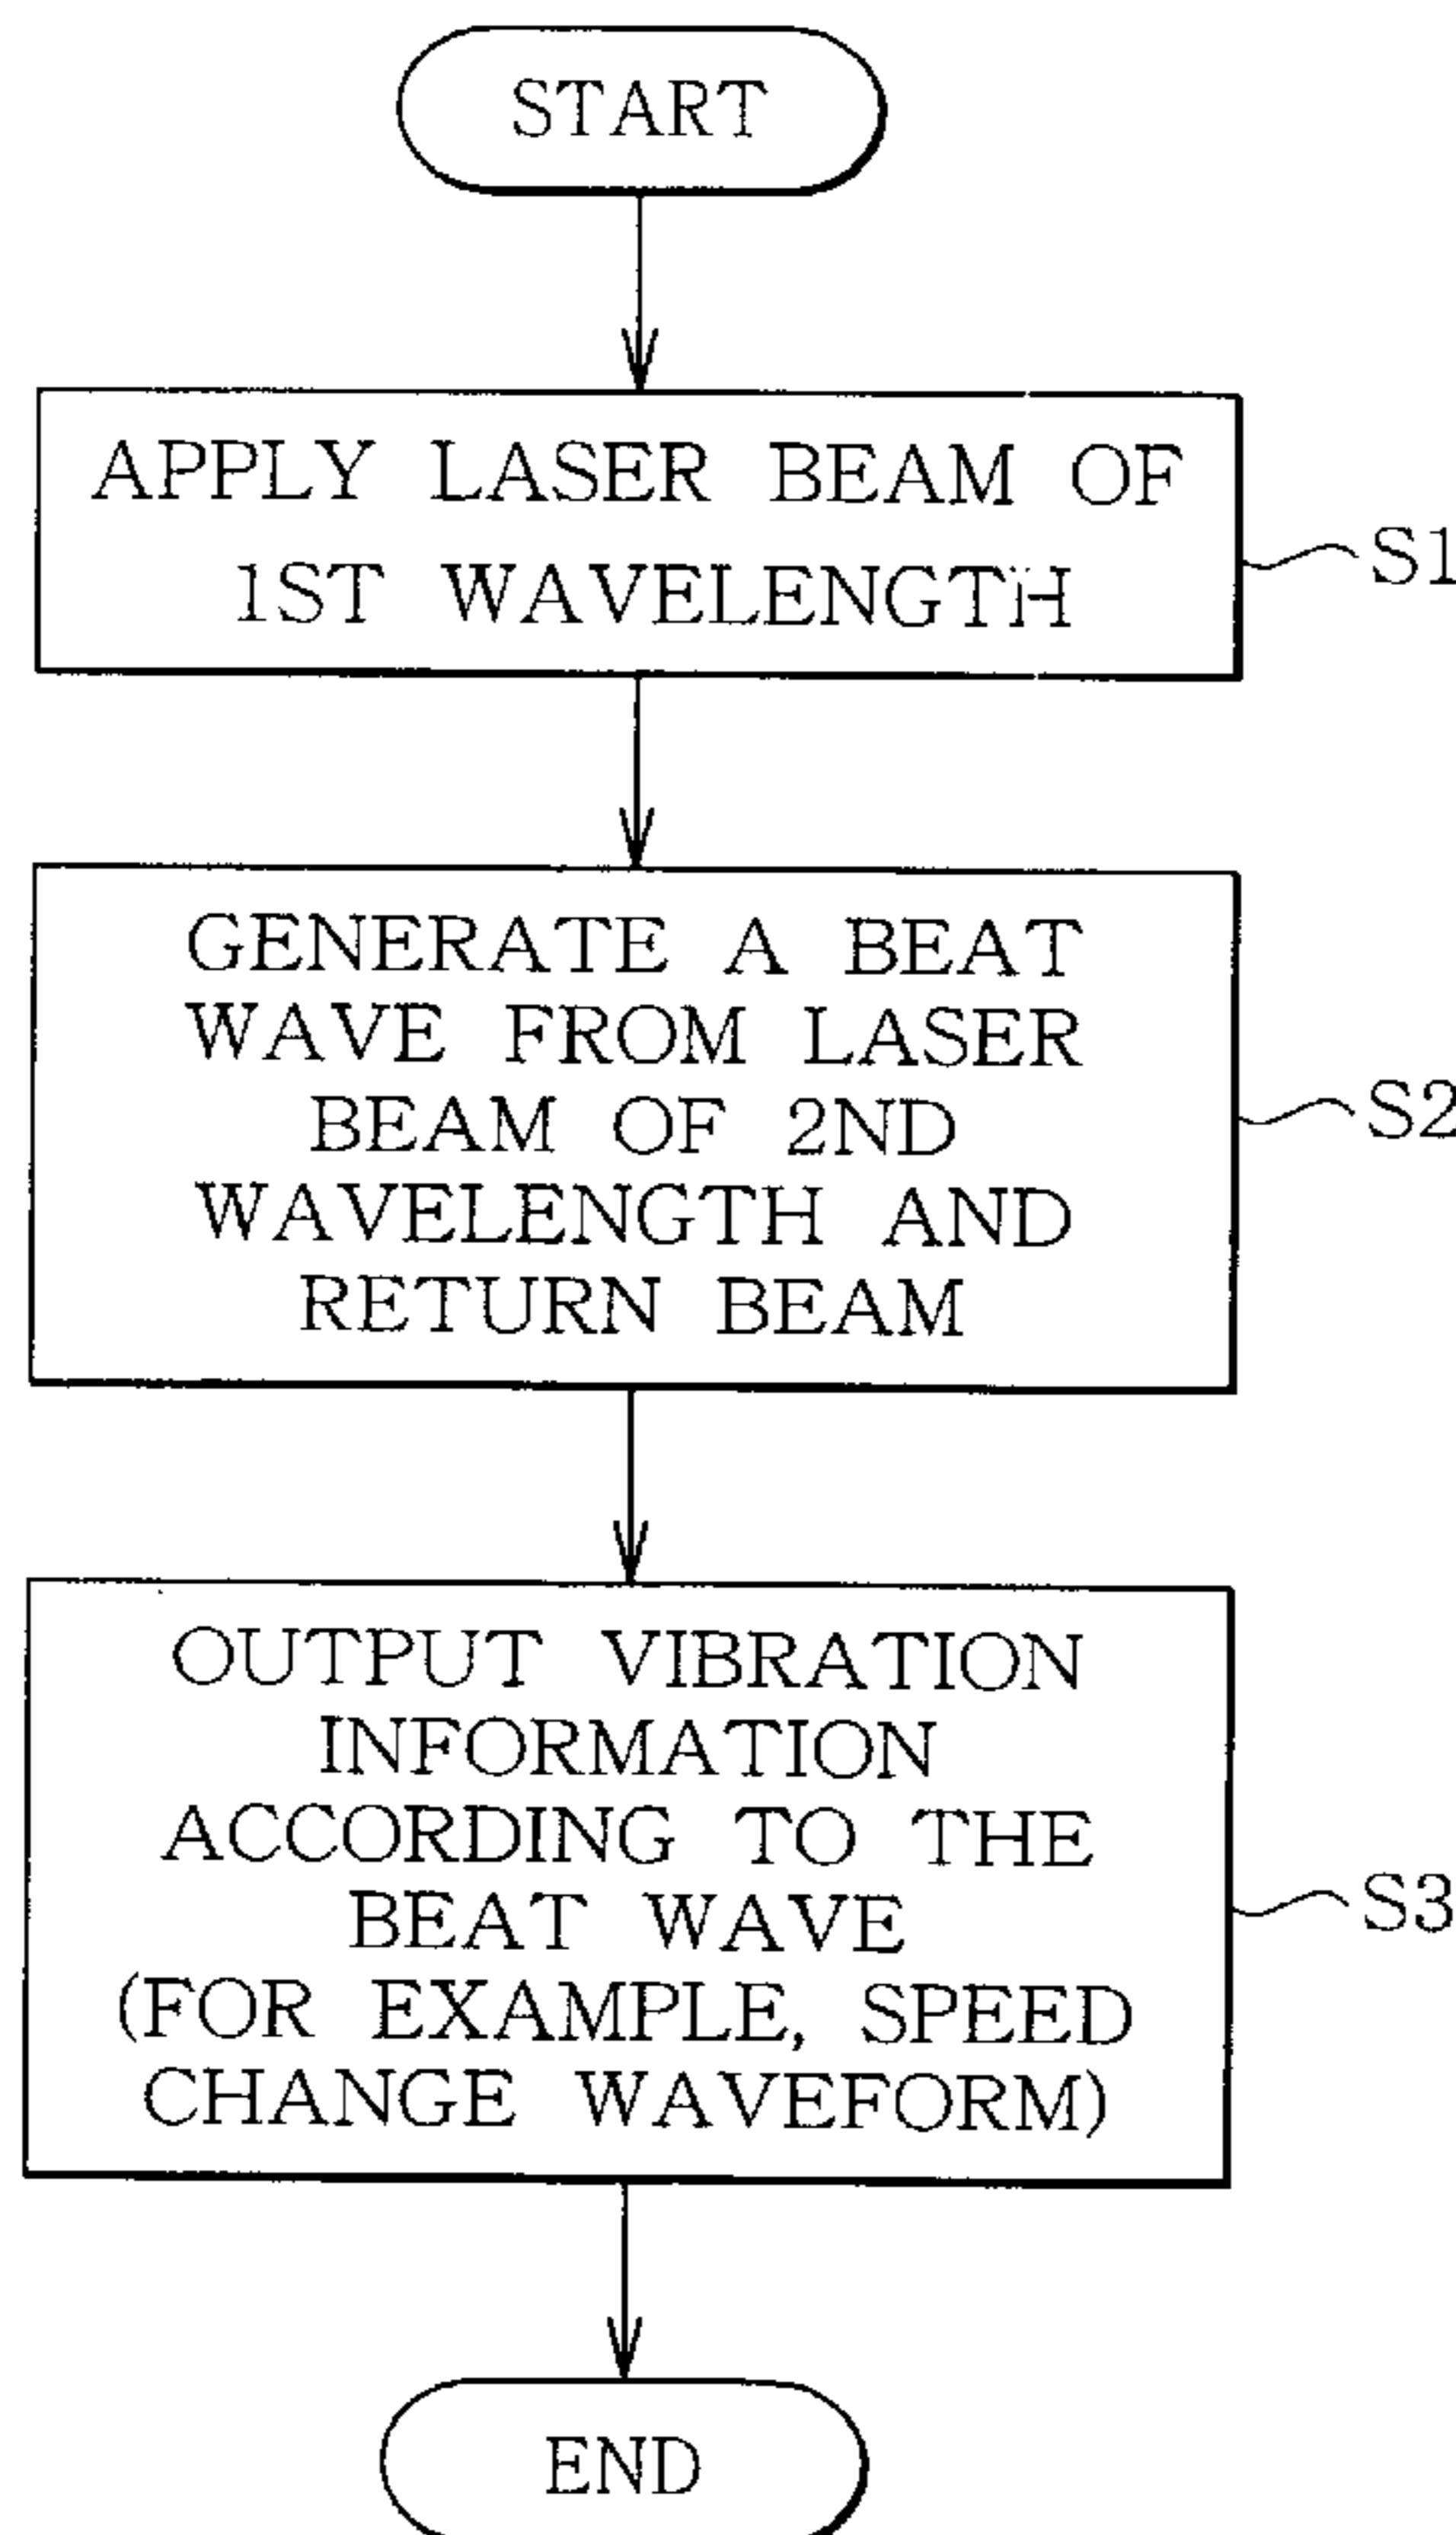 START
APPLY LASER BEAM OF
1ST WAVELENGTH
S1
GENERATE A BEAT
WAVE FROM LASER
BEAM OF 2ND
WAVELENGTH AND
RETURN BEAM
S2
OUTPUT VIBRATION
INFORMATION
ACCORDING TO THE
BEAT WAVE
(FOR EXAMPLE, SPEED
CHANGE WAVEFORM)
S3
END